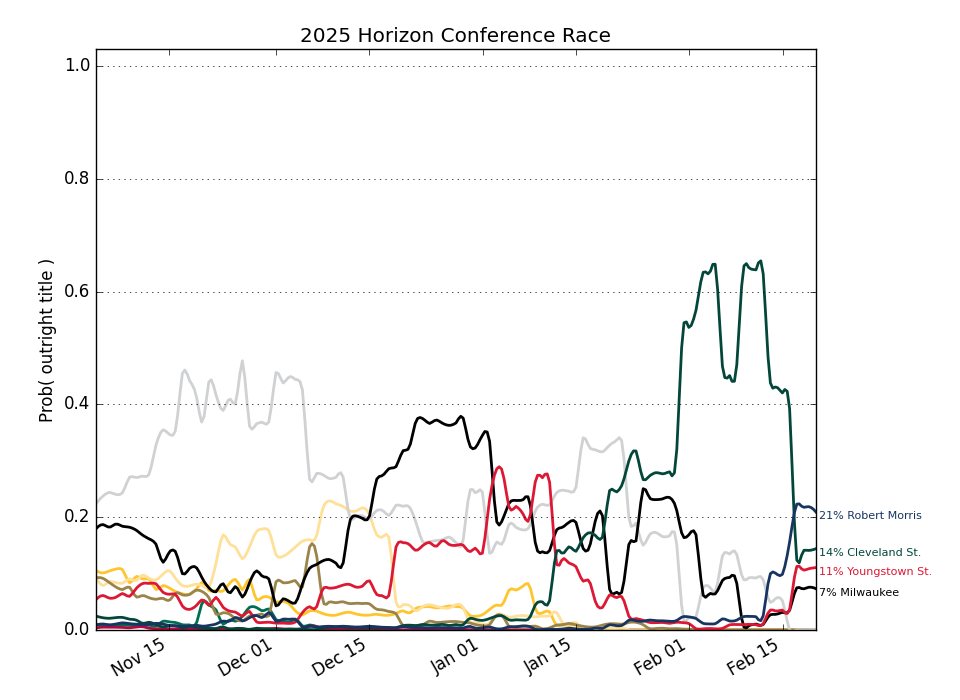 2025 Horizon Conference Race
Prob( outright title )
1.0
0.8
0.6
0.4
0.2
0.0
21% Robert Morris
14% Cleveland St.
11% Youngstown St.
7% Milwaukee
Nov 15
Dec 01
Dec 15
Jan 01
Jan 15
Feb 01
Feb 15